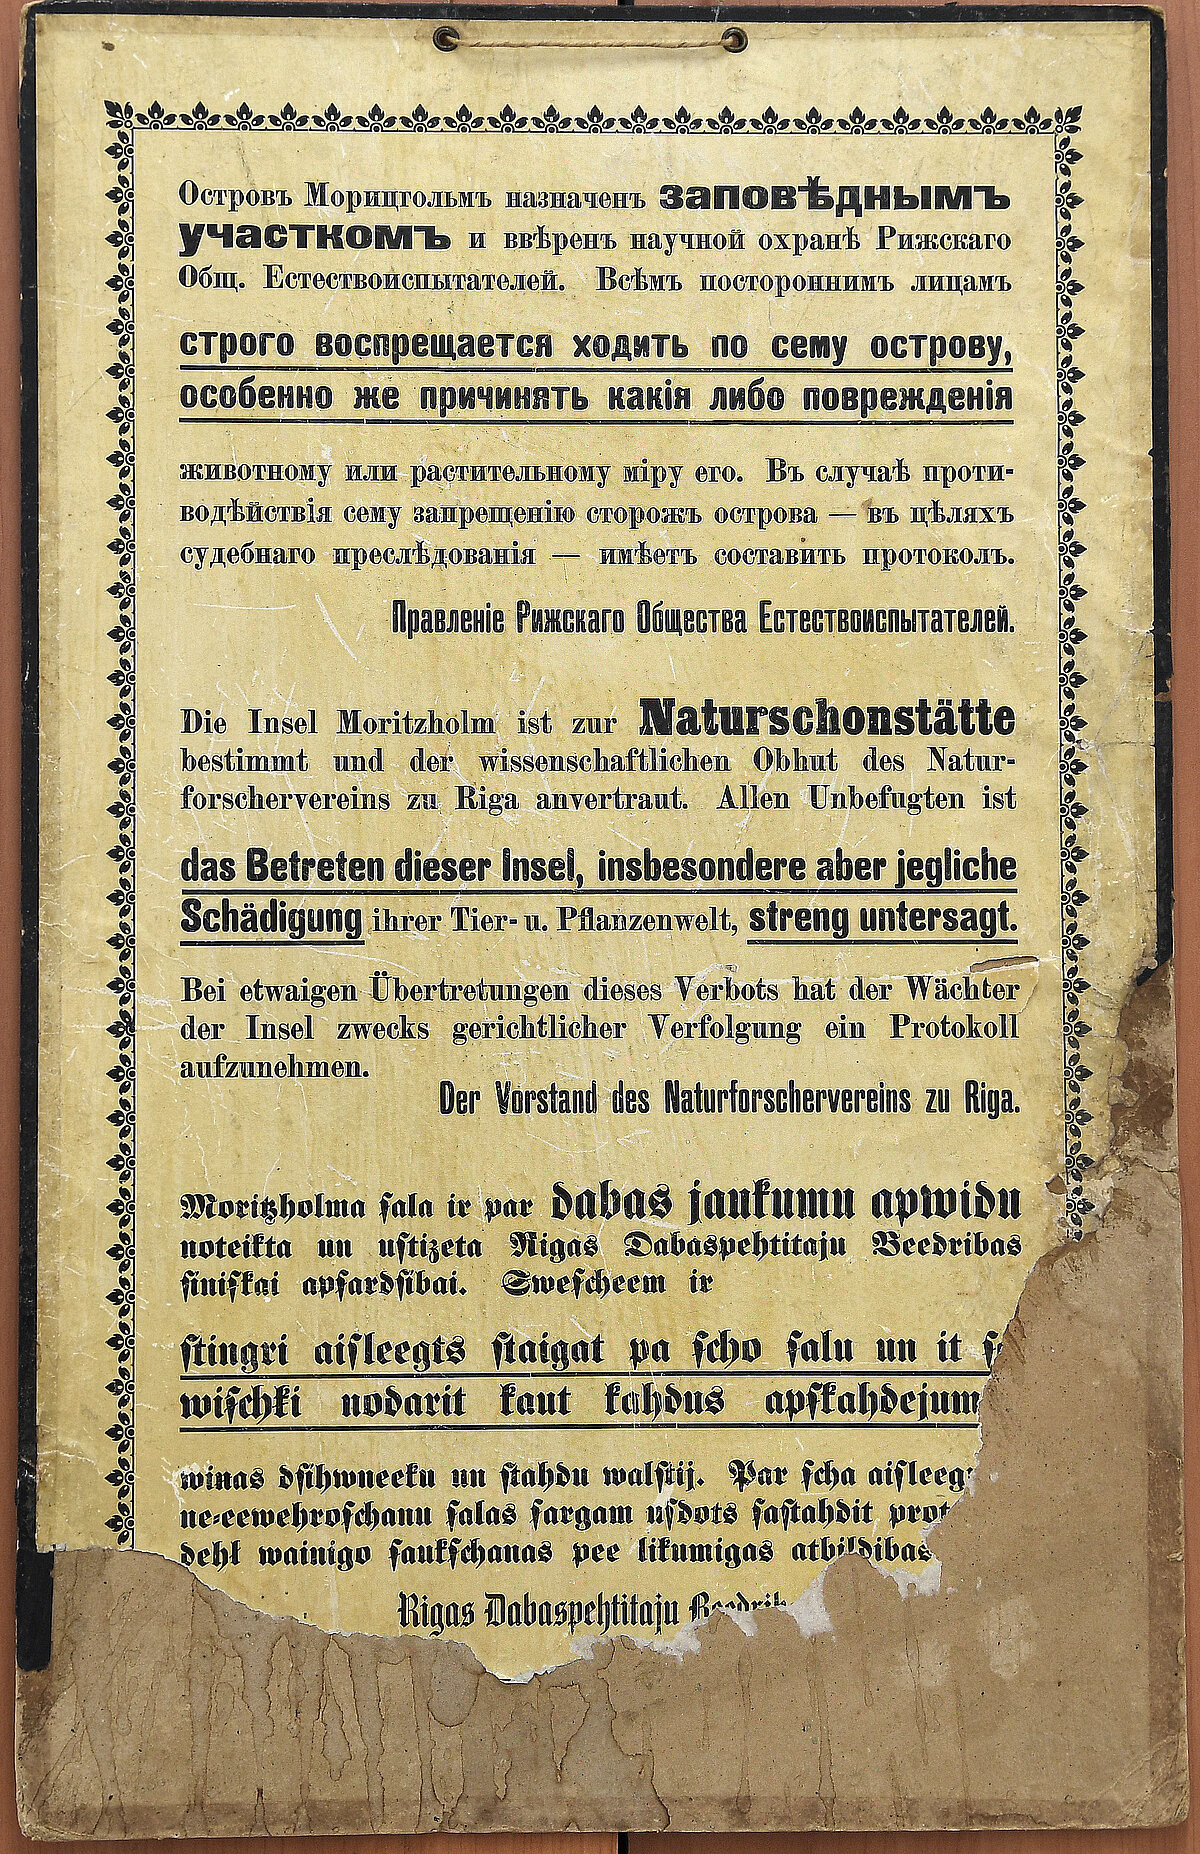 Островъ Морицгольмъ назначенъ заповѣднымъ
участкомъ и ввѣренъ научной охранѣ Рижскаго
Общ. Естествоиспытателей. Всѣмъ постороннимъ лицамъ
строго воспрещается ходить по сему острову,
особенно же причинять какія либо поврежденія
животному или растительному міру его. Въ случаѣ проти-
водѣйствія сему запрещенію сторожъ острова — въ цѣляхъ
судебнаго преслѣдованія — имѣетъ составить протоколъ.
Правленіе Рижскаго Общества Естествоиспытателей.
Die Insel Moritzholm ist zur Naturschonstätte
bestimmt und der wissenschaftlichen Obhut des Natur-
forschervereins zu Riga anvertraut. Allen Unbefugten ist
das Betreten dieser Insel, insbesondere aber jegliche
Schädigung ihrer Tier- u. Pflanzenwelt, streng untersagt.
Bei etwaigen Übertretungen dieses Verbots hat der Wächter
der Insel zwecks gerichtlicher Verfolgung ein Protokoll
aufzunehmen.
Der Vorstand des Naturforschervereins zu Riga.
Moritzholma ſala ir par dabas jaukumu apwidu
noteikta un uſtizeta Rigas Dabaspehtitaju Beedribas
ſiniſkai apſardſibai. Sweſcheem ir
ſtingri aiſleegts ſtaigat pa ſcho ſalu un it
wiſchki nodarit kaut kahdus apſkahdejum
winas dſihwneeku un ſtahdu walſtij. Par ſcha aiſleeg
ne-eewehroſchanu ſalas ſargam uſdots ſaſtahdit prot
dehl wainigo ſaukſchanas pee likumigas atbildibas
Rigas Dabaspehtitaju Beedrib